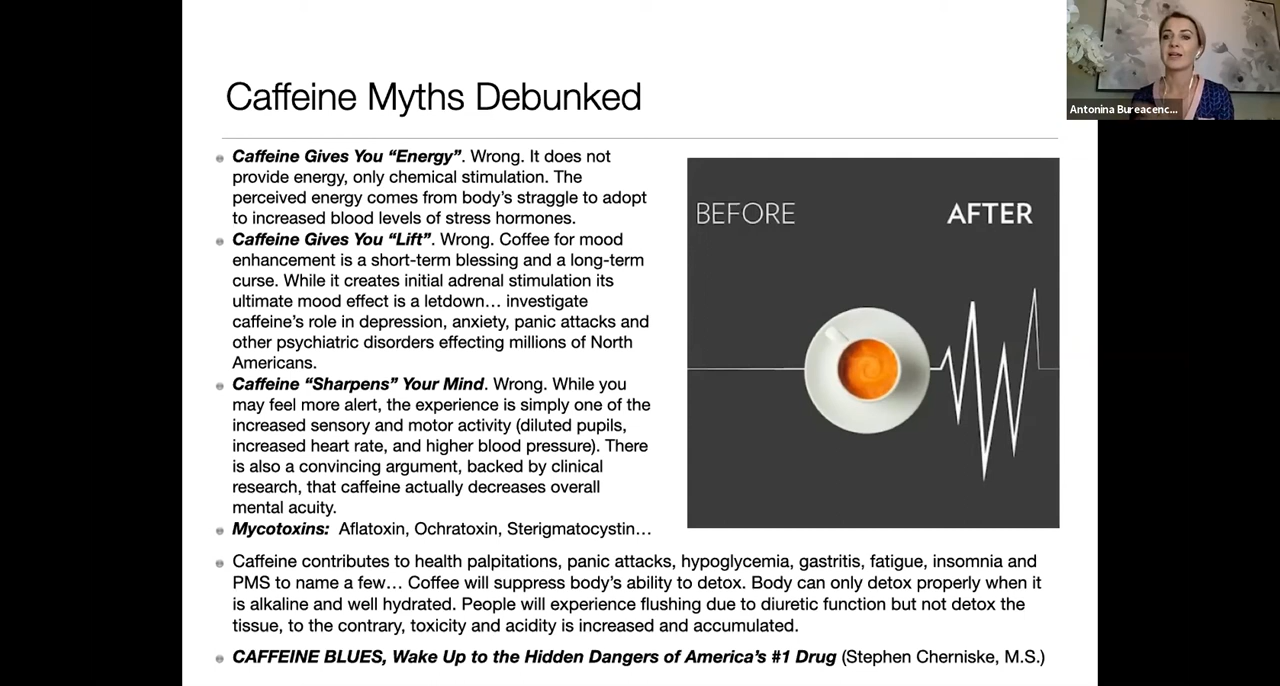 Caffeine Myths Debunked
Caffeine Gives You “Energy”. Wrong. It does not
provide energy, only chemical stimulation. The
perceived energy comes from body’s straggle to adopt
to increased blood levels of stress hormones.
Caffeine Gives You “Lift”. Wrong. Coffee for mood
enhancement is a short-term blessing and a long-term
curse. While it creates initial adrenal stimulation its
ultimate mood effect is a letdown… investigate
caffeine’s role in depression, anxiety, panic attacks and
other psychiatric disorders effecting millions of North
Americans.
Caffeine “Sharpens” Your Mind. Wrong. While you
may feel more alert, the experience is simply one of the
increased sensory and motor activity (diluted pupils,
increased heart rate, and higher blood pressure). There
is also a convincing argument, backed by clinical
research, that caffeine actually decreases overall
mental acuity.
Mycotoxins: Aflatoxin, Ochratoxin, Sterigmatocystin…
Caffeine contributes to health palpitations, panic attacks, hypoglycemia, gastritis, fatigue, insomnia and
PMS to name a few… Coffee will suppress body’s ability to detox. Body can only detox properly when it
is alkaline and well hydrated. People will experience flushing due to diuretic function but not detox the
tissue, to the contrary, toxicity and acidity is increased and accumulated.
CAFFEINE BLUES, Wake Up to the Hidden Dangers of America’s #1 Drug (Stephen Cherniske, M.S.)
BEFORE
AFTER
Antonina Bureacenc...